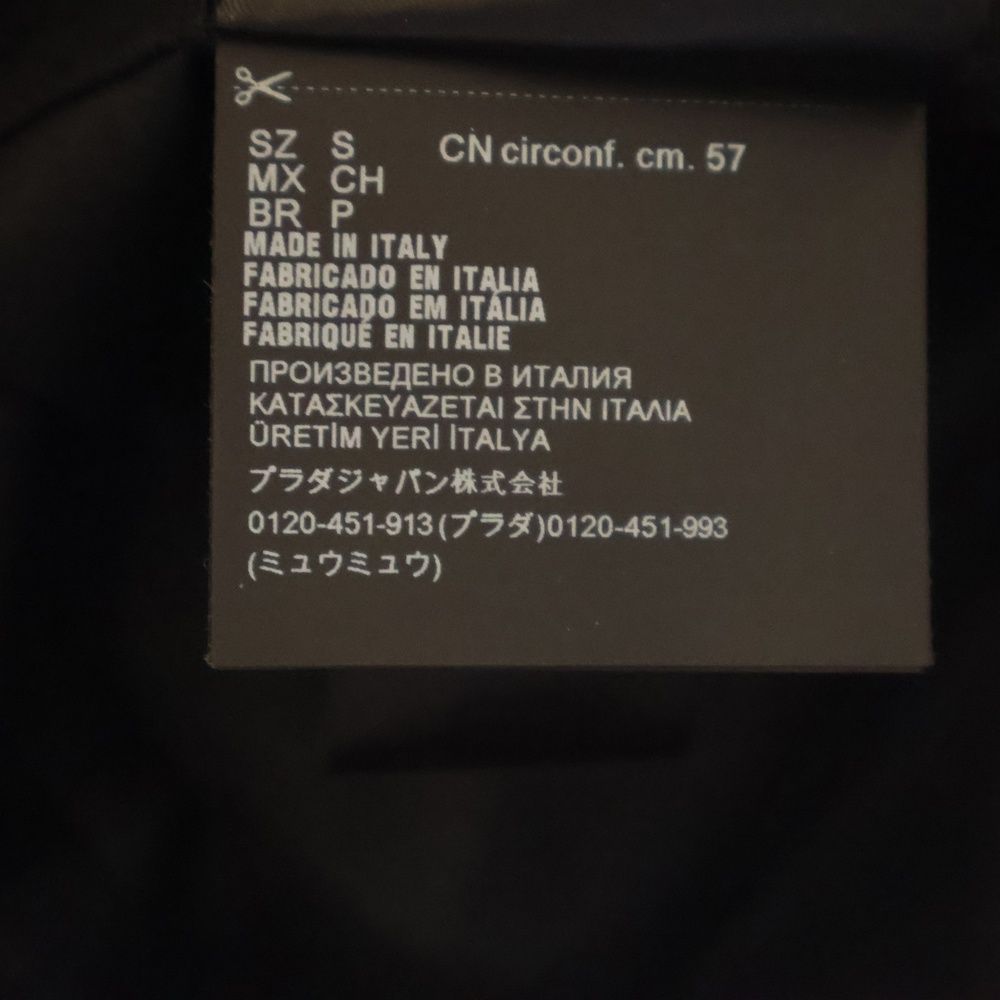 SZ S CN circonf. cm. 57
MX CH
BR P
MADE IN ITALY
FABRICADO EN ITALIA
FABRICADO EM ITÁLIA
FABRIQUÉ EN ITALIE
ПРОИЗВЕДЕНО В ИТАЛИЯ
ΚΑΤΑΣΚΕΥΑΖΕΤΑΙ ΣΤΗΝ ΙΤΑΛΙΑ
ÜRETİM YERİ İTALYA
プラダジャパン株式会社
0120-451-913(プラダ)0120-451-993
(ミュウミュウ)